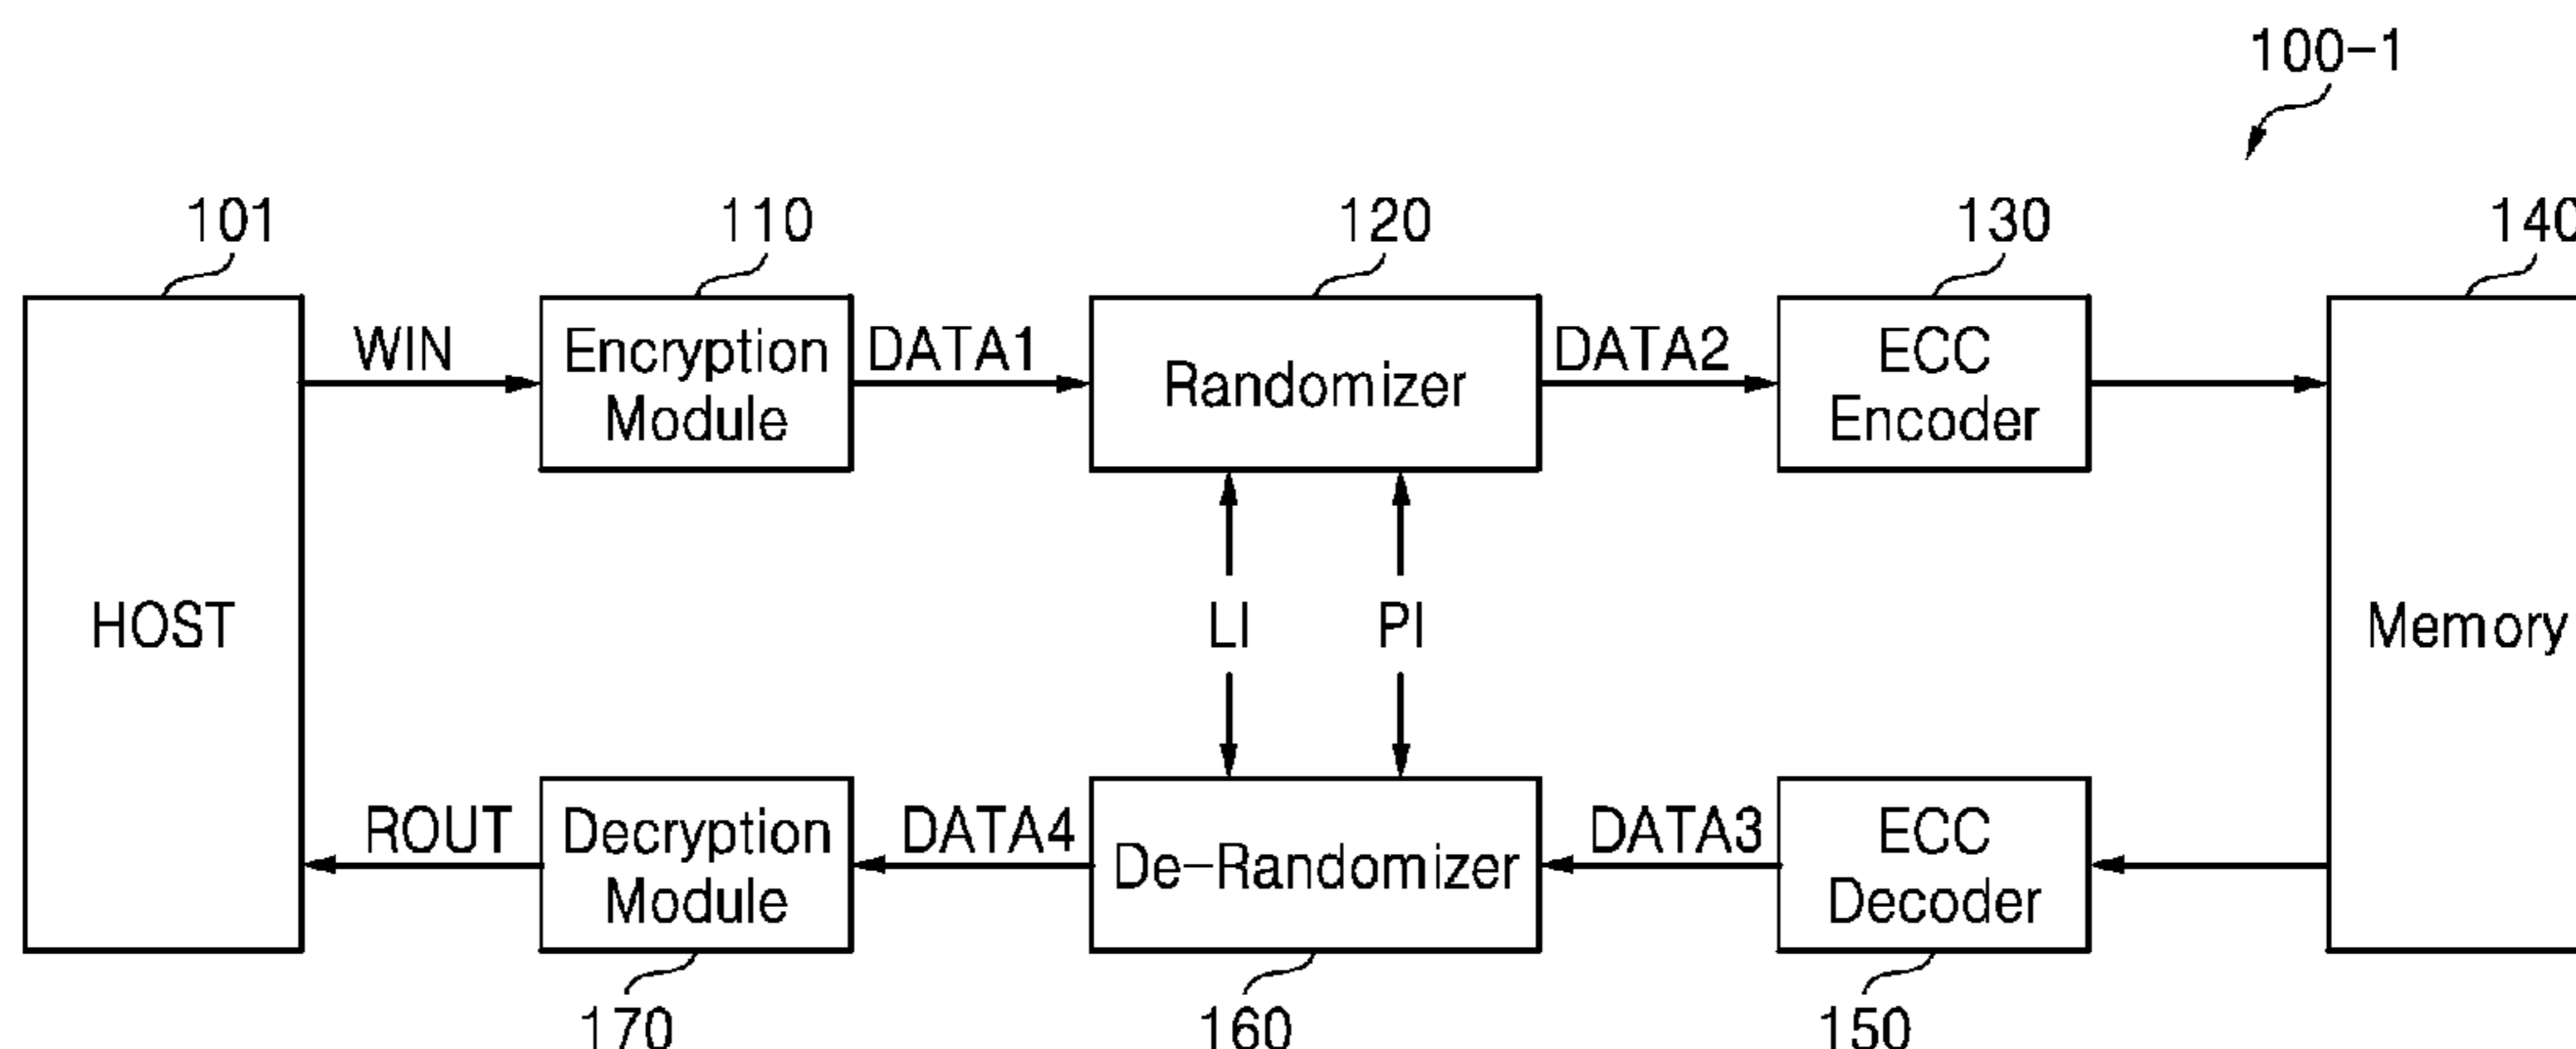 100-1
101
110
120
130
140
WIN
Encryption
Module
DATA1
Randomizer
DATA2
ECC
Encoder
HOST
LI
PI
Memory
ROUT
Decryption
Module
DATA4
De-Randomizer
DATA3
ECC
Decoder
170
160
150